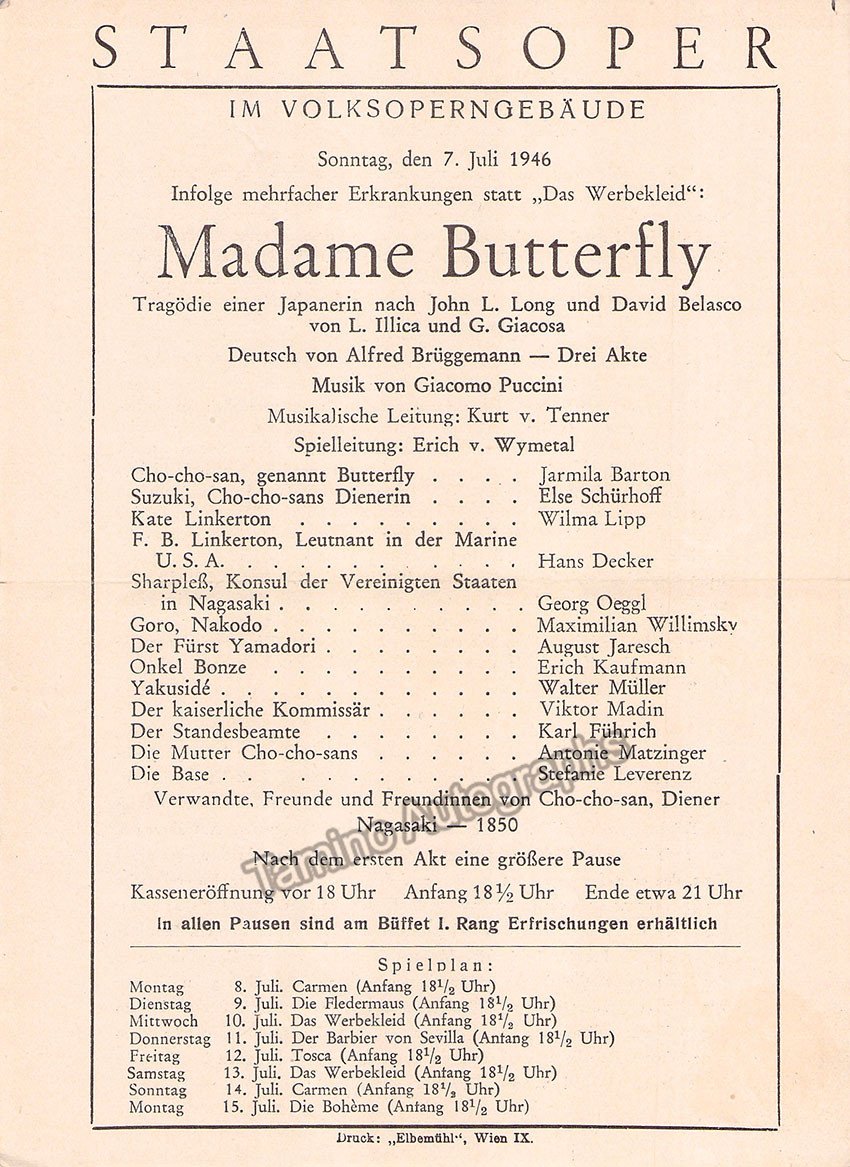 STAATSOPER
IM VOLKSOPERNGEBÄUDE
Sonntag, den 7. Juli 1946
Infolge mehrfacher Erkrankungen statt „Das Werbekleid“:
Madame Butterfly
Tragödie einer Japanerin nach John L. Long und David Belasco
von L. Illica und G. Giacosa
Deutsch von Alfred Brüggemann — Drei Akte
Musik von Giacomo Puccini
Musikalische Leitung: Kurt v. Tenner
Spielleitung: Erich v. Wymetal
Cho-cho-san, genannt Butterfly . . . . Jarmila Barton
Suzuki, Cho-cho-sans Dienerin . . . . Else Schürhoff
Kate Linkerton . . . . . . . . . Wilma Lipp
F. B. Linkerton, Leutnant in der Marine
U. S. A. . . . . . . . . . . . . Hans Decker
Sharpleß, Konsul der Vereinigten Staaten
in Nagasaki . . . . . . . . . . Georg Oeggl
Goro, Nakodo . . . . . . . . . . Maximilian Willimsky
Der Fürst Yamadori . . . . . . . . August Jaresch
Onkel Bonze . . . . . . . . . . Erich Kaufmann
Yakusidé . . . . . . . . . . . . Walter Müller
Der kaiserliche Kommissär . . . . . . Viktor Madin
Der Standesbeamte . . . . . . . . Karl Führich
Die Mutter Cho-cho-sans . . . . . . Antonie Matzinger
Die Base . . . . . . . . . . . Stefanie Leverenz
Verwandte, Freunde und Freundinnen von Cho-cho-san, Diener
Nagasaki — 1850
Nach dem ersten Akt eine größere Pause
Kasseneröffnung vor 18 Uhr Anfang 18 ½ Uhr Ende etwa 21 Uhr
In allen Pausen sind am Büffet I. Rang Erfrischungen erhältlich
Spielplan:
Montag 8. Juli. Carmen (Anfang 18½ Uhr)
Dienstag 9. Juli. Die Fledermaus (Anfang 18½ Uhr)
Mittwoch 10. Juli. Das Werbekleid (Anfang 18½ Uhr)
Donnerstag 11. Juli. Der Barbier von Sevilla (Anfang 18½ Uhr)
Freitag 12. Juli. Tosca (Anfang 18½ Uhr)
Samstag 13. Juli. Das Werbekleid (Anfang 18½ Uhr)
Sonntag 14. Juli. Carmen (Anfang 18½ Uhr)
Montag 15. Juli. Die Bohème (Anfang 18½ Uhr)
Druck: „Elbemühl“, Wien IX.
Tamino Autographs